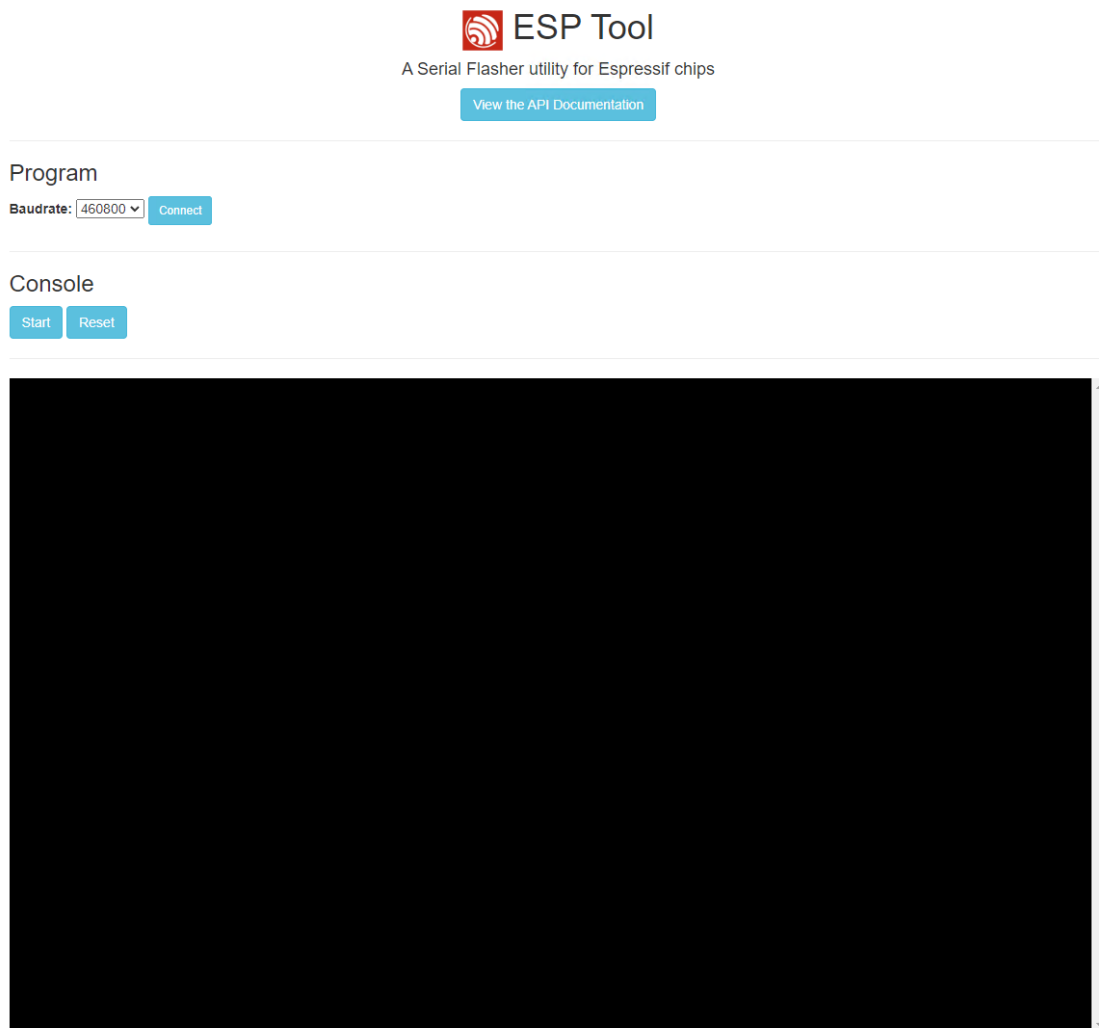 ESP Tool
A Serial Flasher utility for Espressif chips
View the API Documentation
Program
Baudrate: 460800 Connect
Console
Start Reset